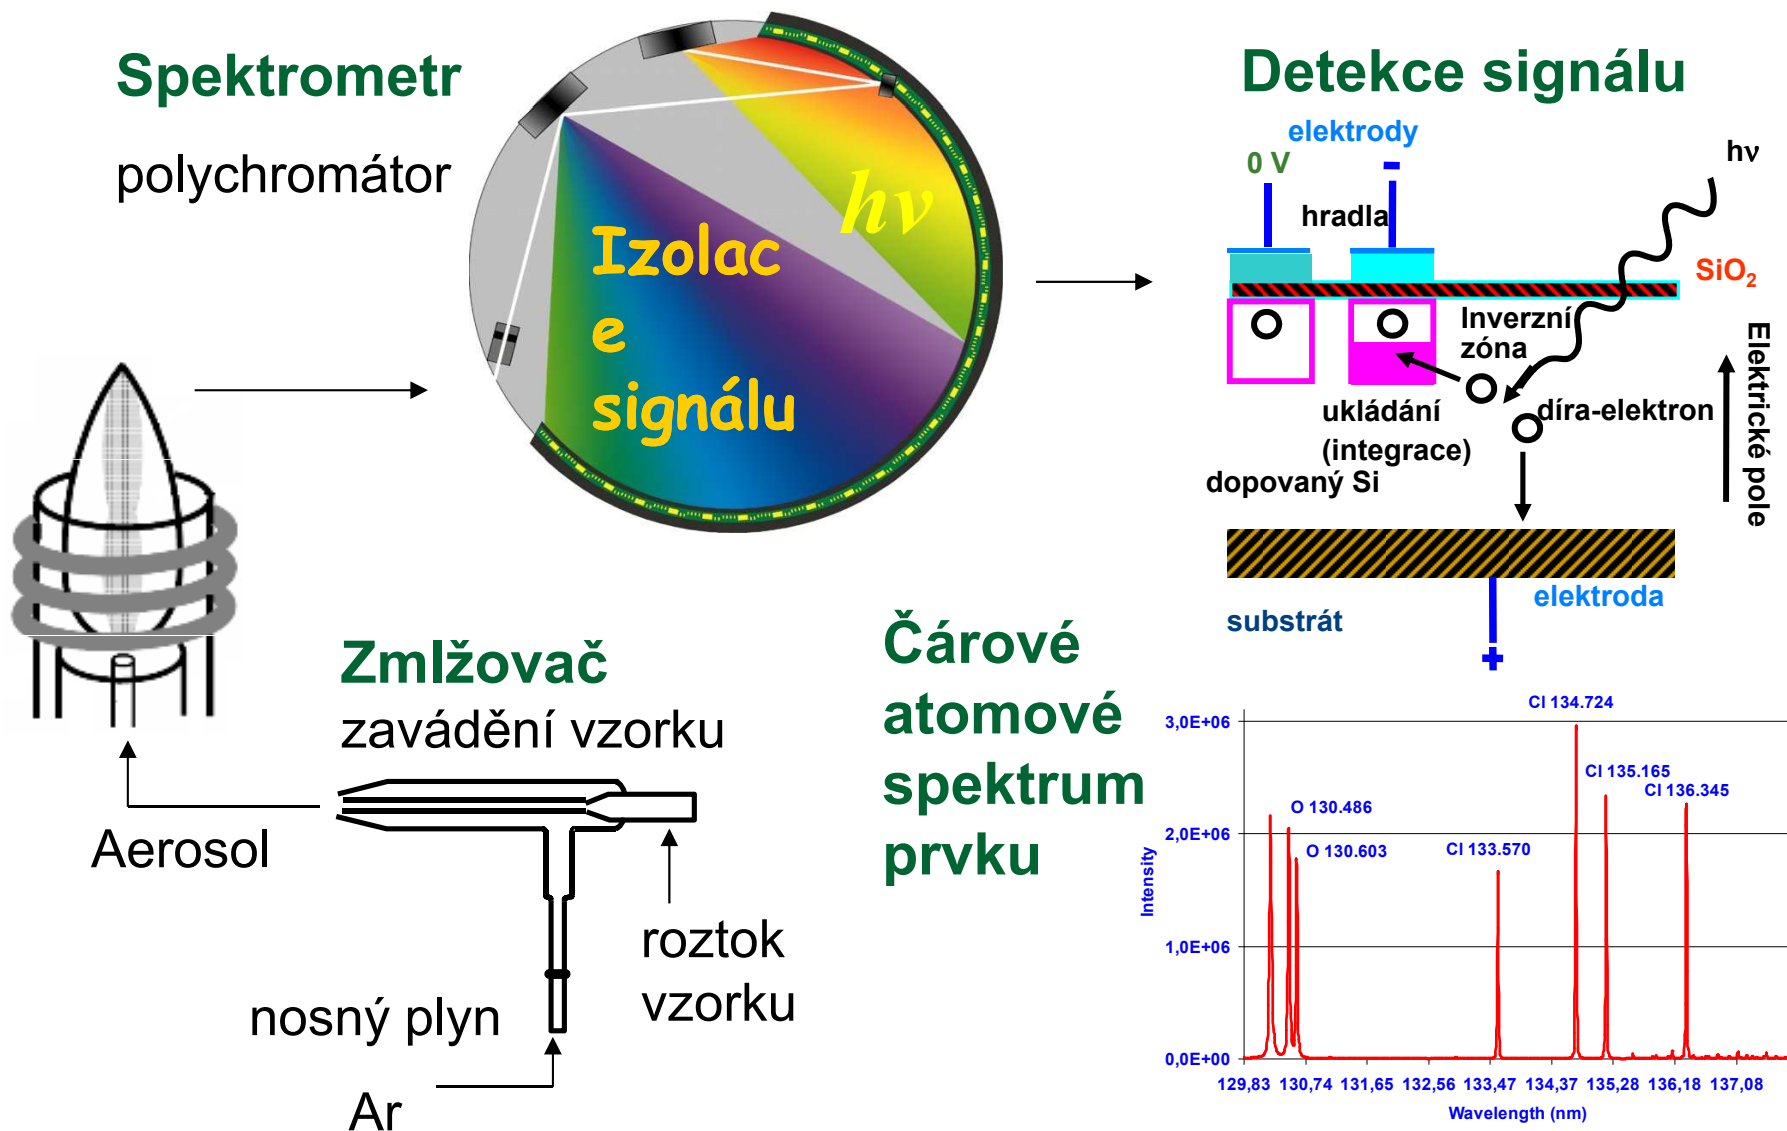 Spektrometr
polychromátor
Izolac
e
signálu
hν
Detekce signálu
elektrody
0 V
-
hradla
hν
SiO₂
Inverzní
zóna
ukládání
(integrace)
díra-elektron
dopovaný Si
Elektrické pole
elektroda
substrát
+
Zmlžovač
zavádění vzorku
Aerosol
roztok
vzorku
nosný plyn
Ar
Čárové
atomové
spektrum
prvku
Cl 134.724
3,0E+06
Cl 135.165
Cl 136.345
O 130.486
2,0E+06
O 130.603
Cl 133.570
Intensity
1,0E+06
0,0E+00
129,83 130,74 131,65 132,56 133,47 134,37 135,28 136,18 137,08
Wavelength (nm)